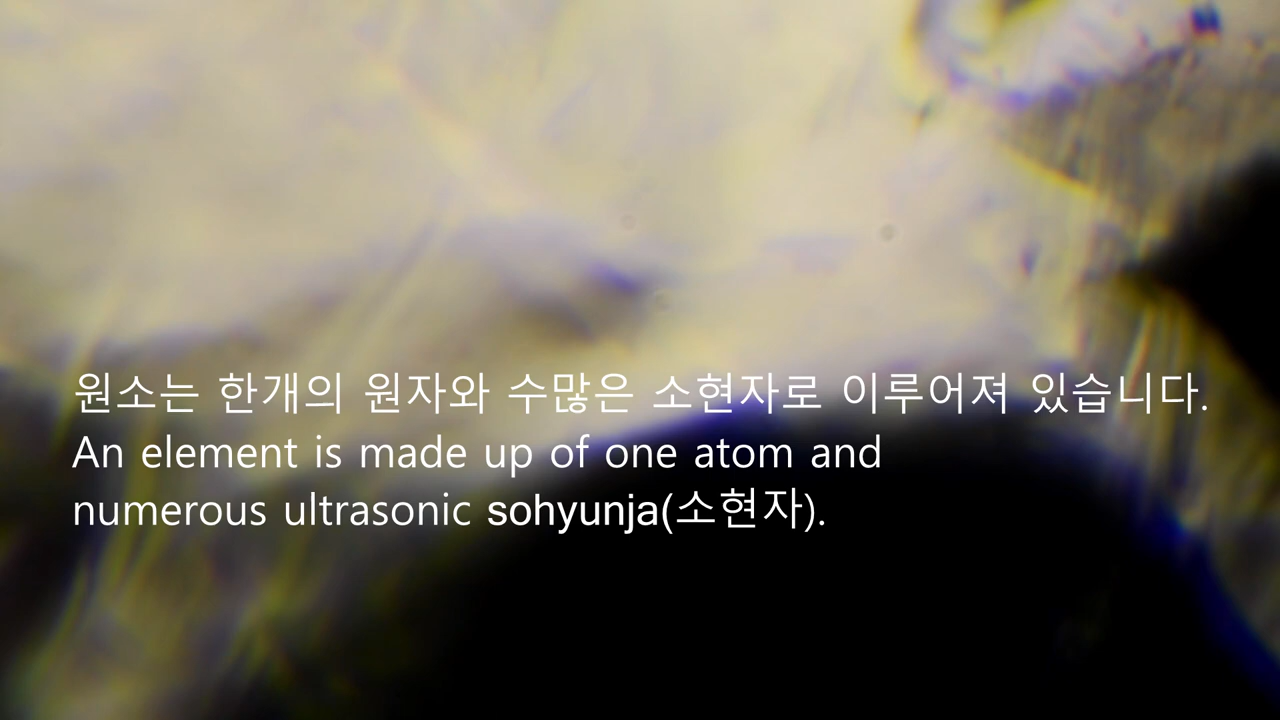 원소는 한개의 원자와 수많은 소현자로 이루어져 있습니다.
An element is made up of one atom and
numerous ultrasonic sohyunja(소현자).